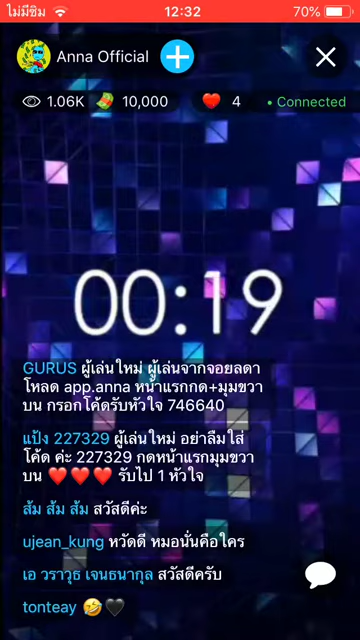 ไม่มีซิม 12:32 70%
Anna Official
1.06K 10,000 4 • Connected
00:19
GURUS ผู้เล่นใหม่ ผู้เล่นจากจอยลดา
โหลด app.anna หน้าแรกกด+มุมขวา
บน กรอกโค้ดรับหัวใจ 746640
แป้ง 227329 ผู้เล่นใหม่ อย่าลืมใส่
โค้ด ค่ะ 227329 กดหน้าแรกมุมขวา
บน ❤️❤️❤️ รับไป 1 หัวใจ
ส้ม ส้ม ส้ม สวัสดีค่ะ
ujean_kung หวัดดี หมอนั่นคือใคร
เอ วราวุธ เจนธนากุล สวัสดีครับ
tonteay 🤣🖤